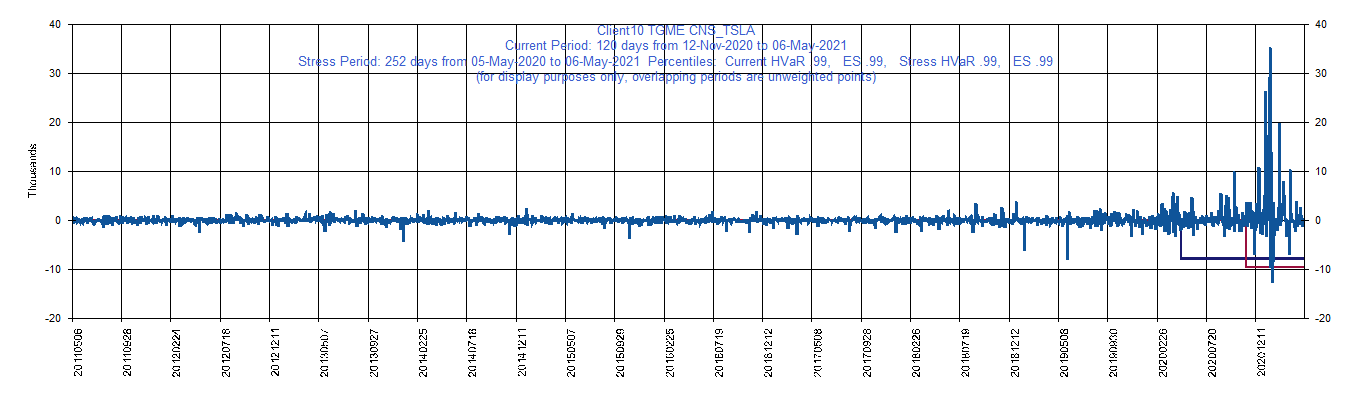 Client10 TGME CNS_TSLA
Current Period: 120 days from 12-Nov-2020 to 06-May-2021
Stress Period: 252 days from 05-May-2020 to 06-May-2021 Percentiles: Current HVaR .99, ES .99, Stress HVaR .99, ES .99
(for display purposes only, overlapping periods are unweighted points)
Thousands
40 40
30 30
20 20
10 10
0 0
-10 -10
-20 -20
20110506 20110928 20120224 20120718 20121211 20130507 20130927 20140225 20140718 20141211 20150507 20150929 20160225 20160719 20161212 20170508 20170928 20180226 20180719 20181212 20190508 20190930 20200226 20200720 20201211